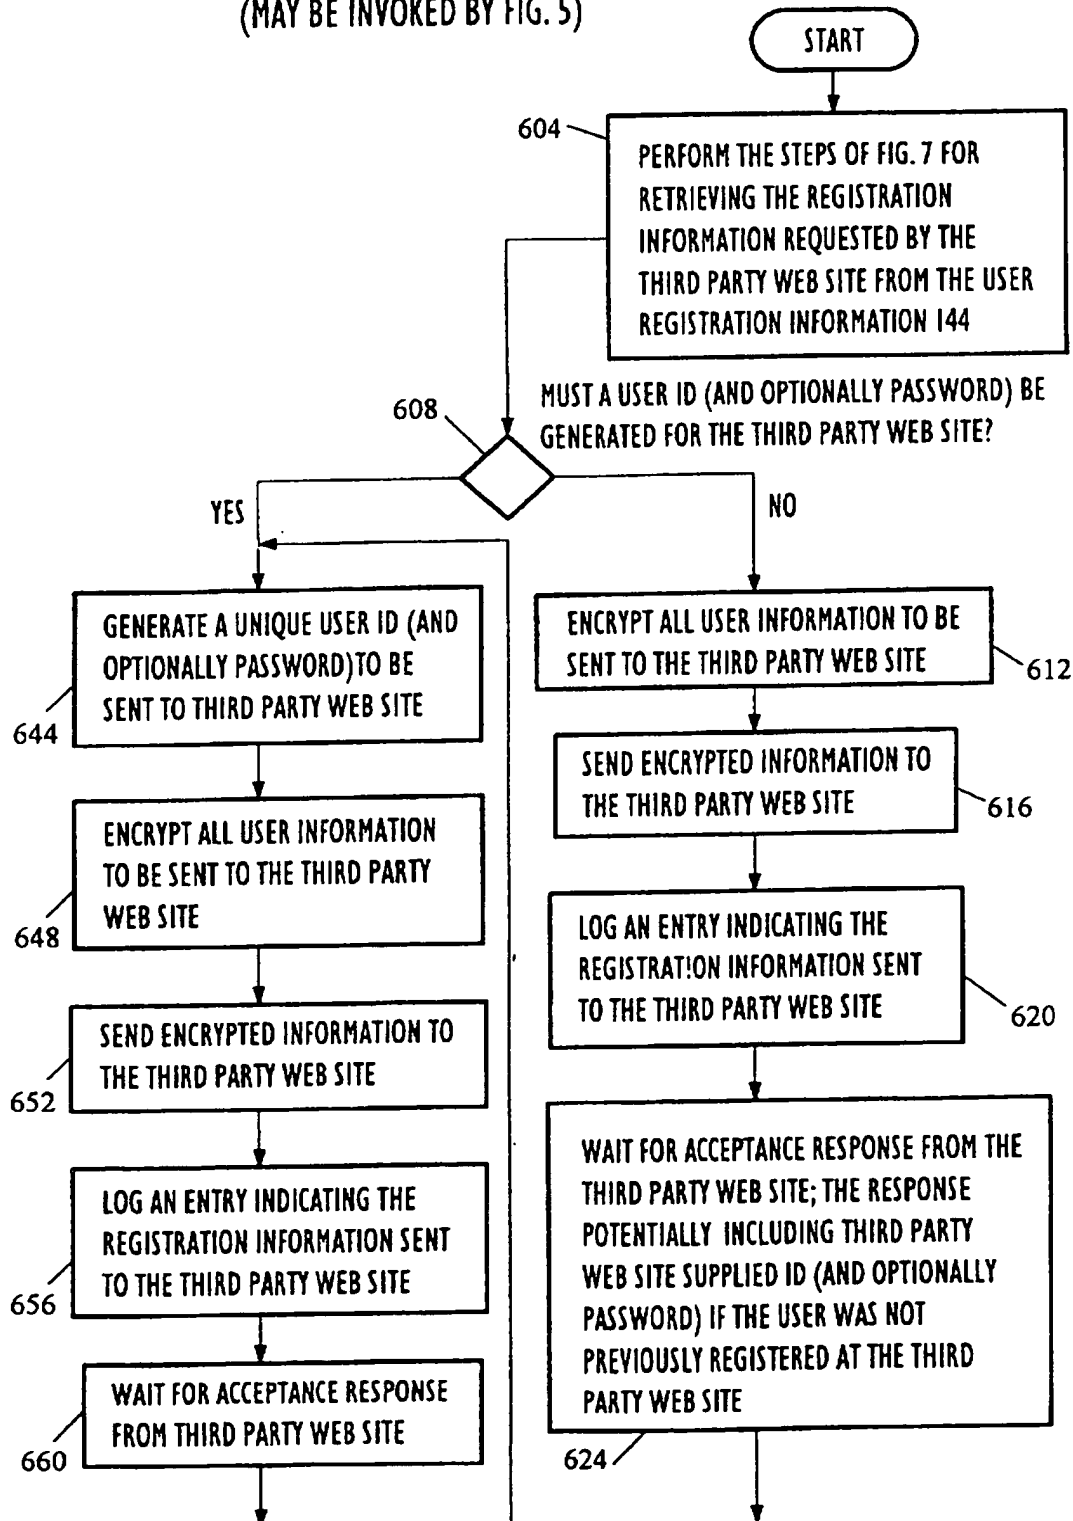 (MAY BE INVOKED BY FIG. 5)
START
604
PERFORM THE STEPS OF FIG. 7 FOR
RETRIEVING THE REGISTRATION
INFORMATION REQUESTED BY THE
THIRD PARTY WEB SITE FROM THE USER
REGISTRATION INFORMATION 144
608
MUST A USER ID (AND OPTIONALLY PASSWORD) BE
GENERATED FOR THE THIRD PARTY WEB SITE?
YES
NO
GENERATE A UNIQUE USER ID (AND
OPTIONALLY PASSWORD)TO BE
SENT TO THIRD PARTY WEB SITE
644
ENCRYPT ALL USER INFORMATION
TO BE SENT TO THE THIRD PARTY
WEB SITE
648
SEND ENCRYPTED INFORMATION TO
THE THIRD PARTY WEB SITE
652
LOG AN ENTRY INDICATING THE
REGISTRATION INFORMATION SENT
TO THE THIRD PARTY WEB SITE
656
WAIT FOR ACCEPTANCE RESPONSE
FROM THIRD PARTY WEB SITE
660
ENCRYPT ALL USER INFORMATION TO BE
SENT TO THE THIRD PARTY WEB SITE
612
SEND ENCRYPTED INFORMATION TO
THE THIRD PARTY WEB SITE
616
LOG AN ENTRY INDICATING THE
REGISTRATION INFORMATION SENT
TO THE THIRD PARTY WEB SITE
620
WAIT FOR ACCEPTANCE RESPONSE FROM THE
THIRD PARTY WEB SITE; THE RESPONSE
POTENTIALLY INCLUDING THIRD PARTY
WEB SITE SUPPLIED ID (AND OPTIONALLY
PASSWORD) IF THE USER WAS NOT
PREVIOUSLY REGISTERED AT THE THIRD
PARTY WEB SITE
624